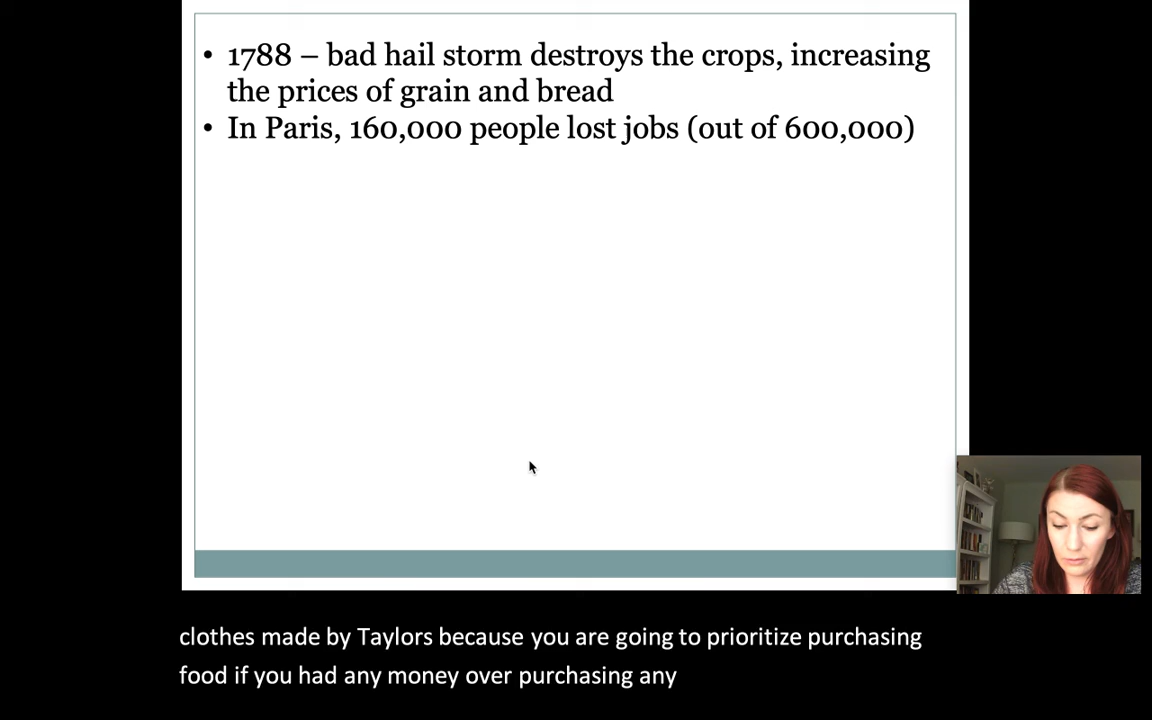 • 1788 – bad hail storm destroys the crops, increasing
the prices of grain and bread
• In Paris, 160,000 people lost jobs (out of 600,000)
clothes made by Taylors because you are going to prioritize purchasing
food if you had any money over purchasing any